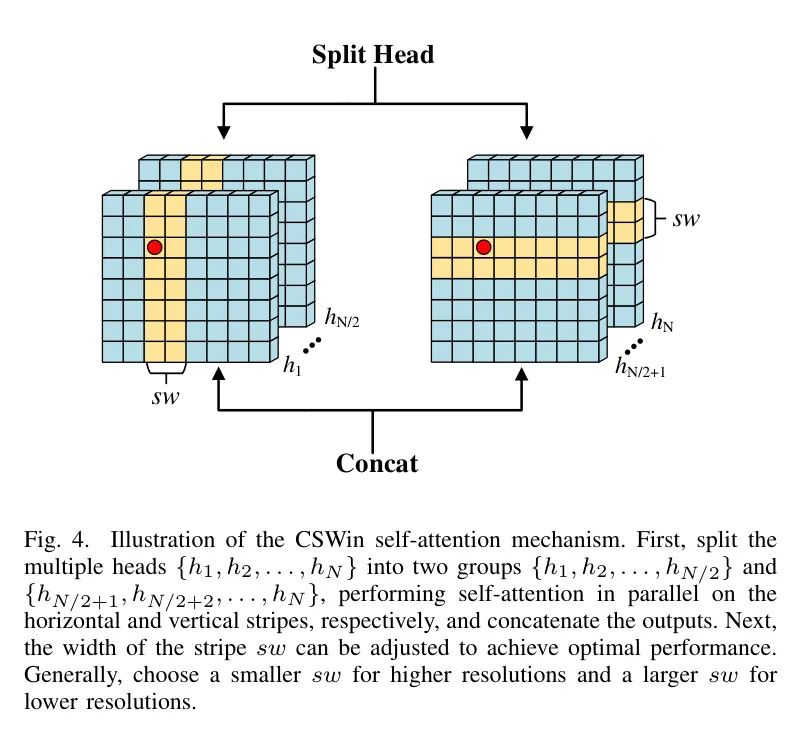 Split Head
sw
h_{N/2}
h_N
h_1
h_{N/2+1}
sw
Concat
Fig. 4. Illustration of the CSWin self-attention mechanism. First, split the
multiple heads {h_1, h_2, . . . , h_N} into two groups {h_1, h_2, . . . , h_{N/2}} and
{h_{N/2+1}, h_{N/2+2}, . . . , h_N}, performing self-attention in parallel on the
horizontal and vertical stripes, respectively, and concatenate the outputs. Next,
the width of the stripe sw can be adjusted to achieve optimal performance.
Generally, choose a smaller sw for higher resolutions and a larger sw for
lower resolutions.